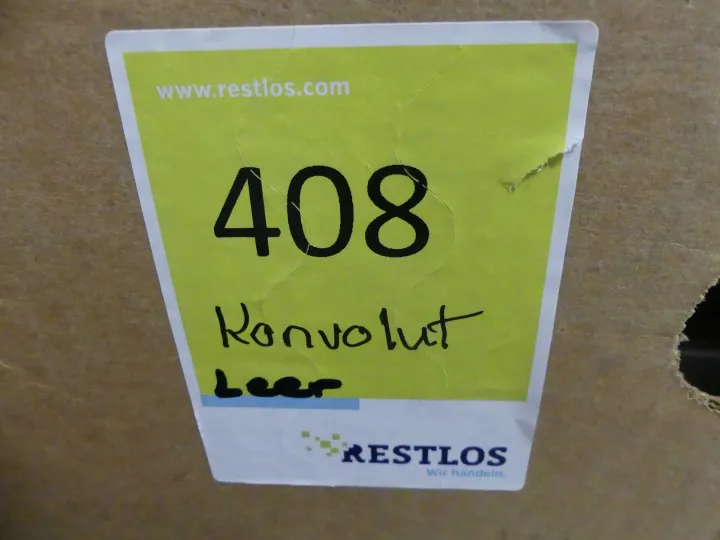 www.restlos.com
408
Konvolut
Leer
RESTLOS
Wir handeln.